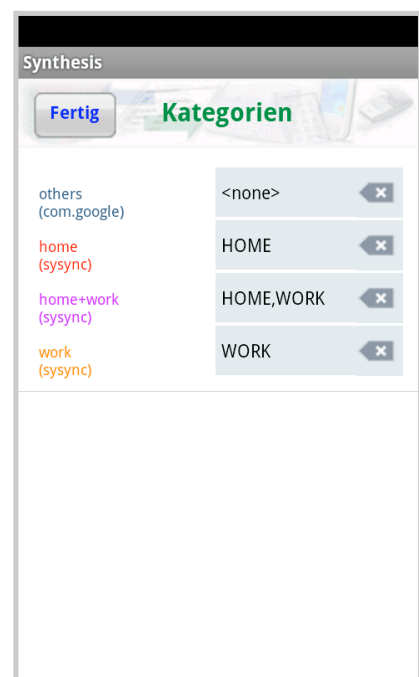 Synthesis
Fertig
Kategorien
others
(com.google)
<none>
home
(sysync)
HOME
home+work
(sysync)
HOME,WORK
work
(sysync)
WORK